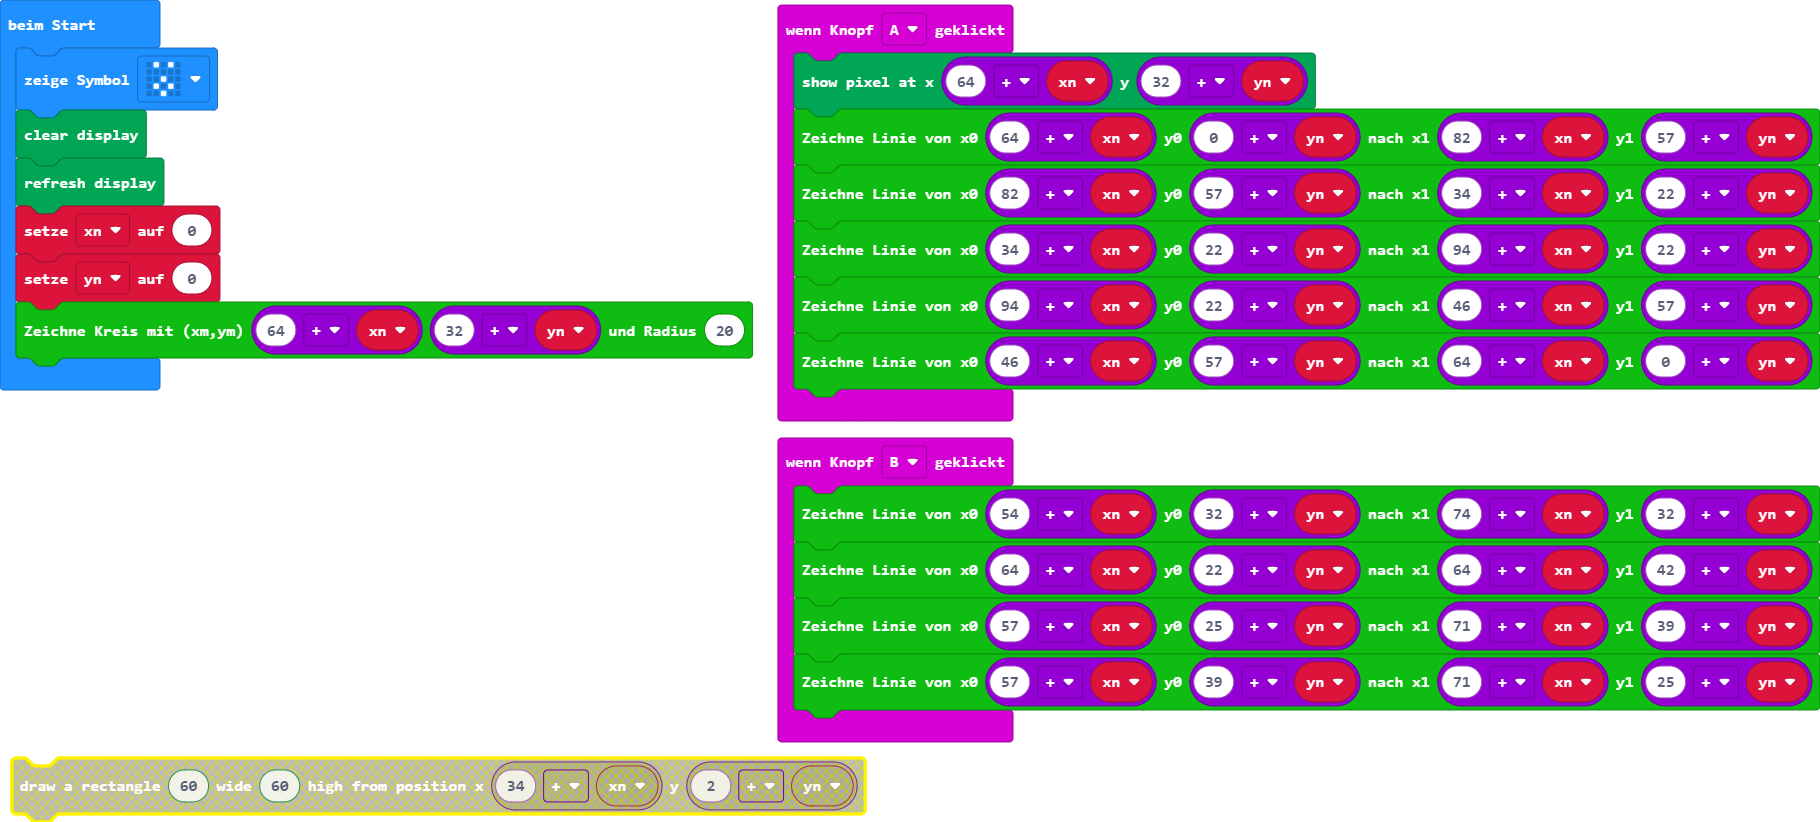 beim Start
zeige Symbol
clear display
refresh display
setze xn auf 0
setze yn auf 0
Zeichne Kreis mit (xm,ym) 64 + xn 32 + yn und Radius 20
wenn Knopf A geklickt
show pixel at x 64 + xn y 32 + yn
Zeichne Linie von x0 64 + xn y0 0 + yn nach x1 82 + xn y1 57 + yn
Zeichne Linie von x0 82 + xn y0 57 + yn nach x1 34 + xn y1 22 + yn
Zeichne Linie von x0 34 + xn y0 22 + yn nach x1 94 + xn y1 22 + yn
Zeichne Linie von x0 94 + xn y0 22 + yn nach x1 46 + xn y1 57 + yn
Zeichne Linie von x0 46 + xn y0 57 + yn nach x1 64 + xn y1 0 + yn
wenn Knopf B geklickt
Zeichne Linie von x0 54 + xn y0 32 + yn nach x1 74 + xn y1 32 + yn
Zeichne Linie von x0 64 + xn y0 22 + yn nach x1 64 + xn y1 42 + yn
Zeichne Linie von x0 57 + xn y0 25 + yn nach x1 71 + xn y1 39 + yn
Zeichne Linie von x0 57 + xn y0 39 + yn nach x1 71 + xn y1 25 + yn
draw a rectangle 60 wide 60 high from position x 34 + xn y 2 + yn